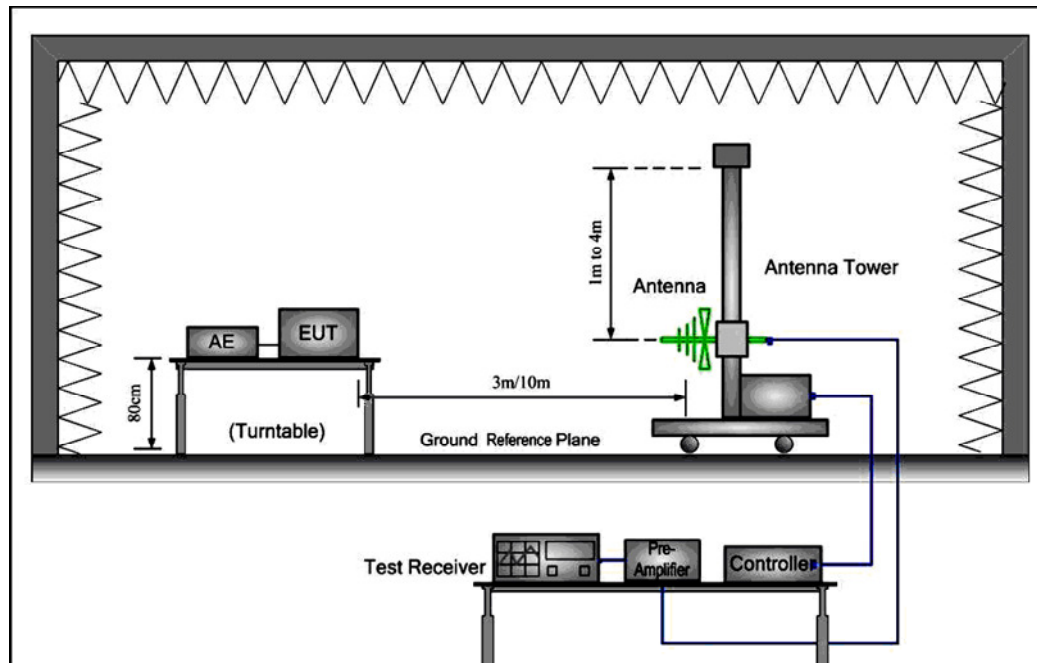 1m to 4m
Antenna Tower
Antenna
AE
EUT
3m/10m
80cm
(Turntable)
Ground Reference Plane
Test Receiver
Pre-
Amplifier
Controller